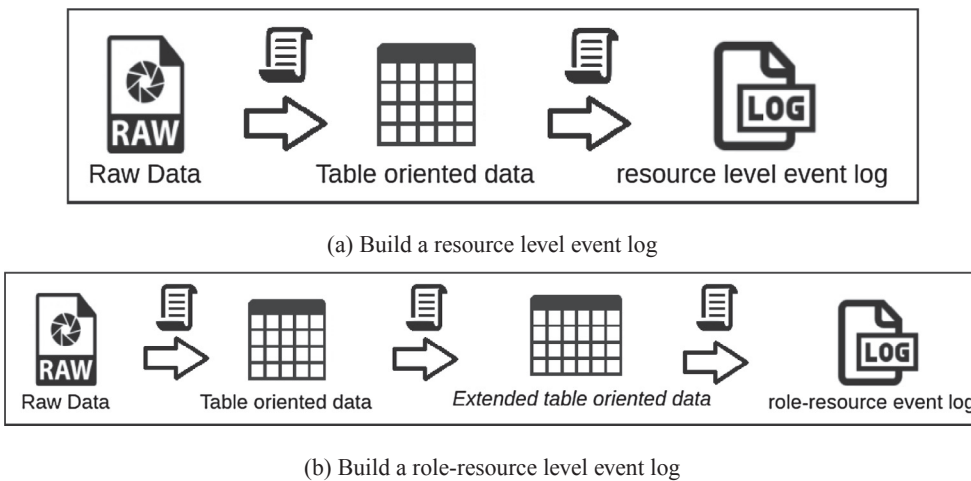 RAW
LOG
Raw Data
Table oriented data
resource level event log
(a) Build a resource level event log
RAW
LOG
Raw Data
Table oriented data
Extended table oriented data
role-resource event log
(b) Build a role-resource level event log